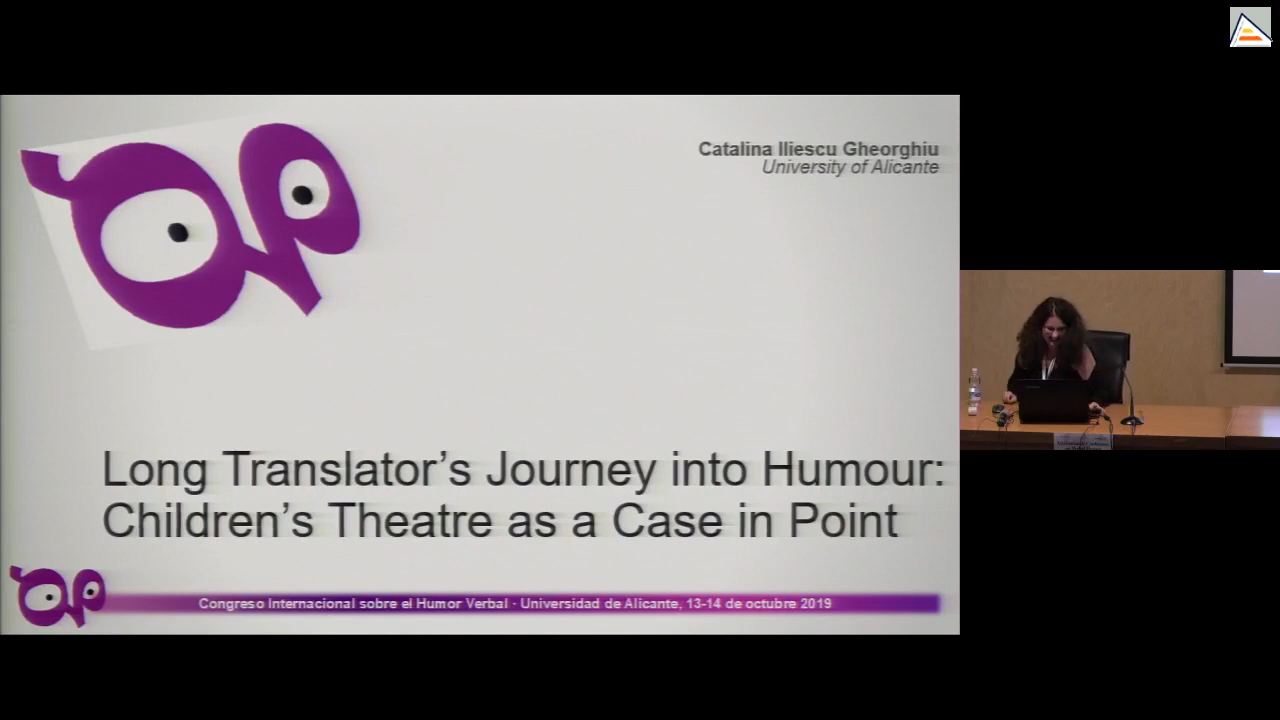 Catalina Iliescu Gheorghiu
University of Alicante
Long Translator’s Journey into Humour:
Children’s Theatre as a Case in Point
Congreso Internacional sobre el Humor Verbal · Universidad de Alicante, 13-14 de octubre 2019